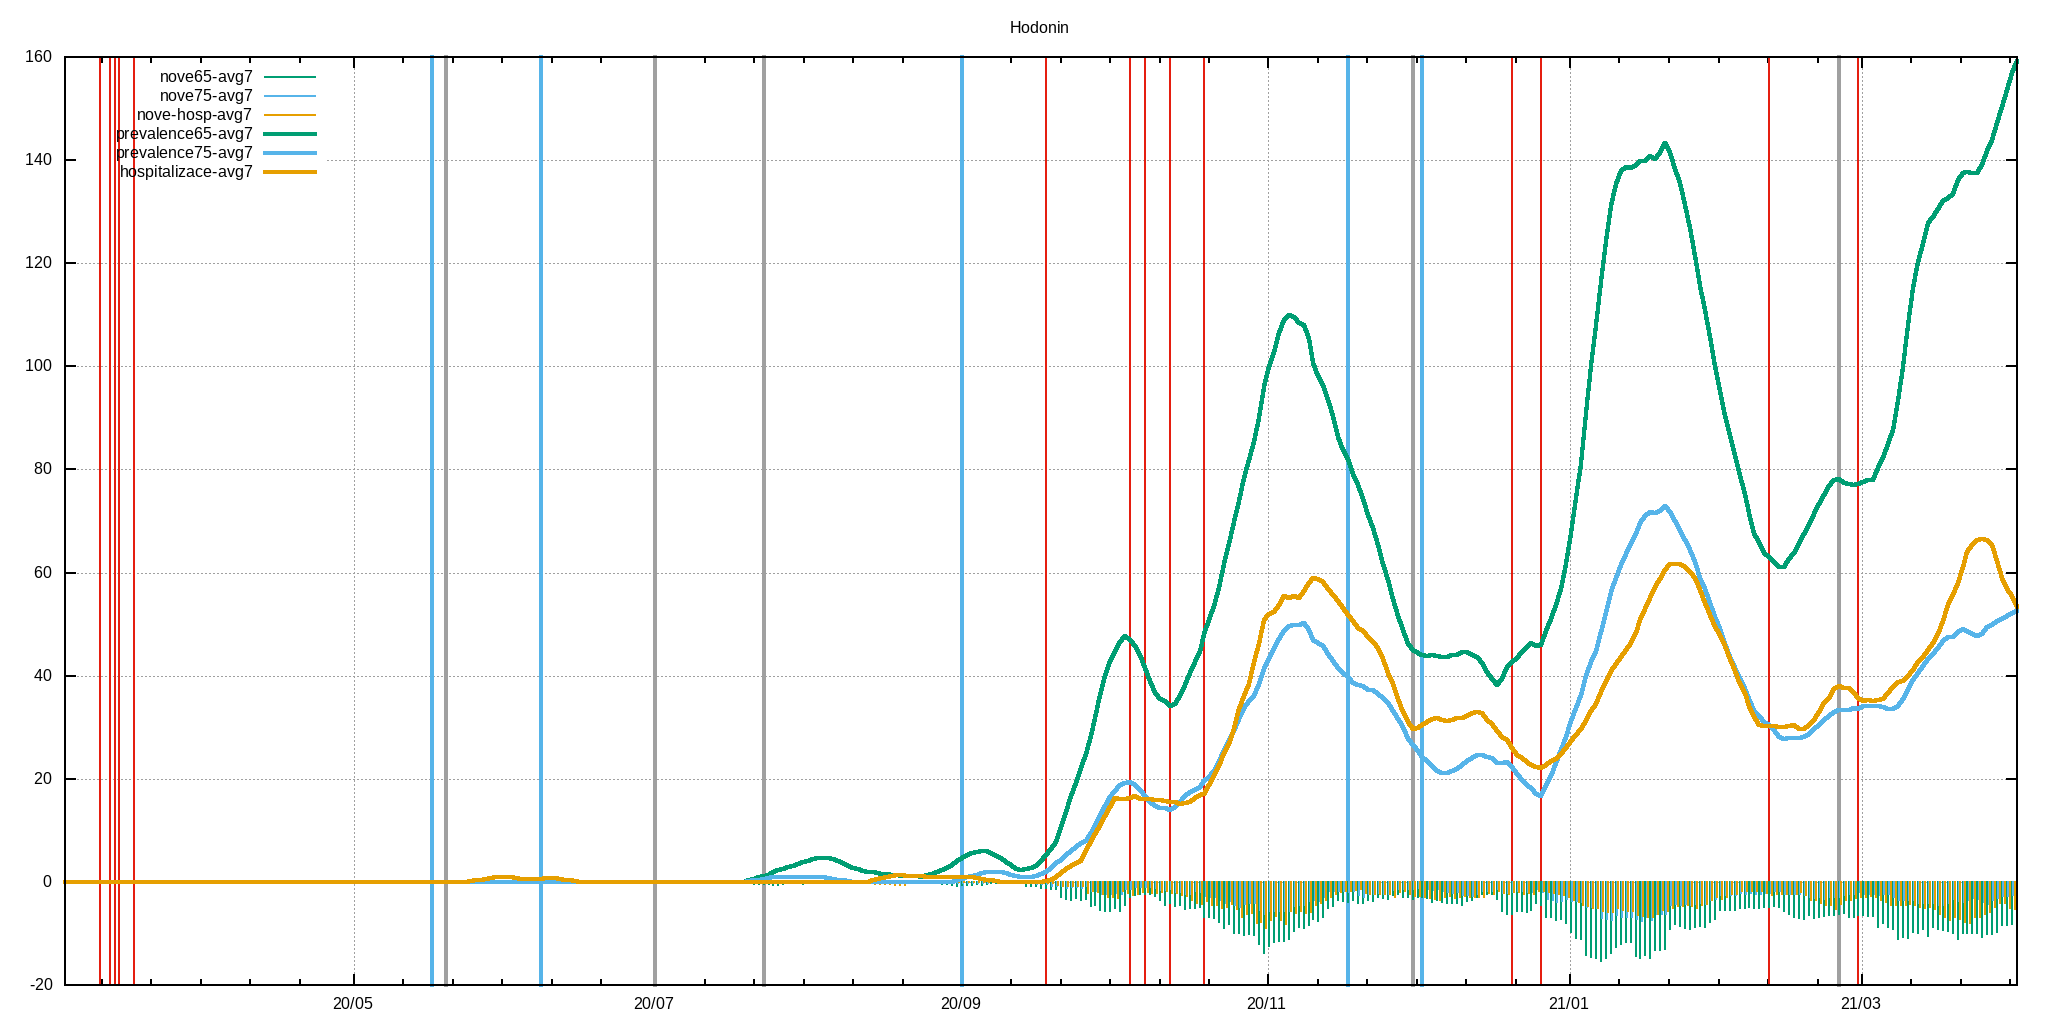 Hodonin
160
140
120
100
80
60
40
20
0
-20
nove65-avg7
nove75-avg7
nove-hosp-avg7
prevalence65-avg7
prevalence75-avg7
hospitalizace-avg7
20/05
20/07
20/09
20/11
21/01
21/03